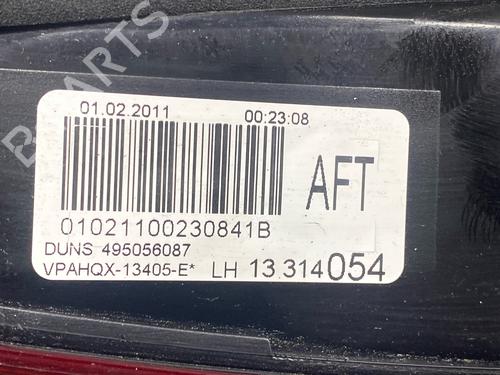 B PARTS
01.02.2011 00:23:08
AFT
01021100230841B
DUNS 495056087
VPAHQX-13405-E* LH 13 314054